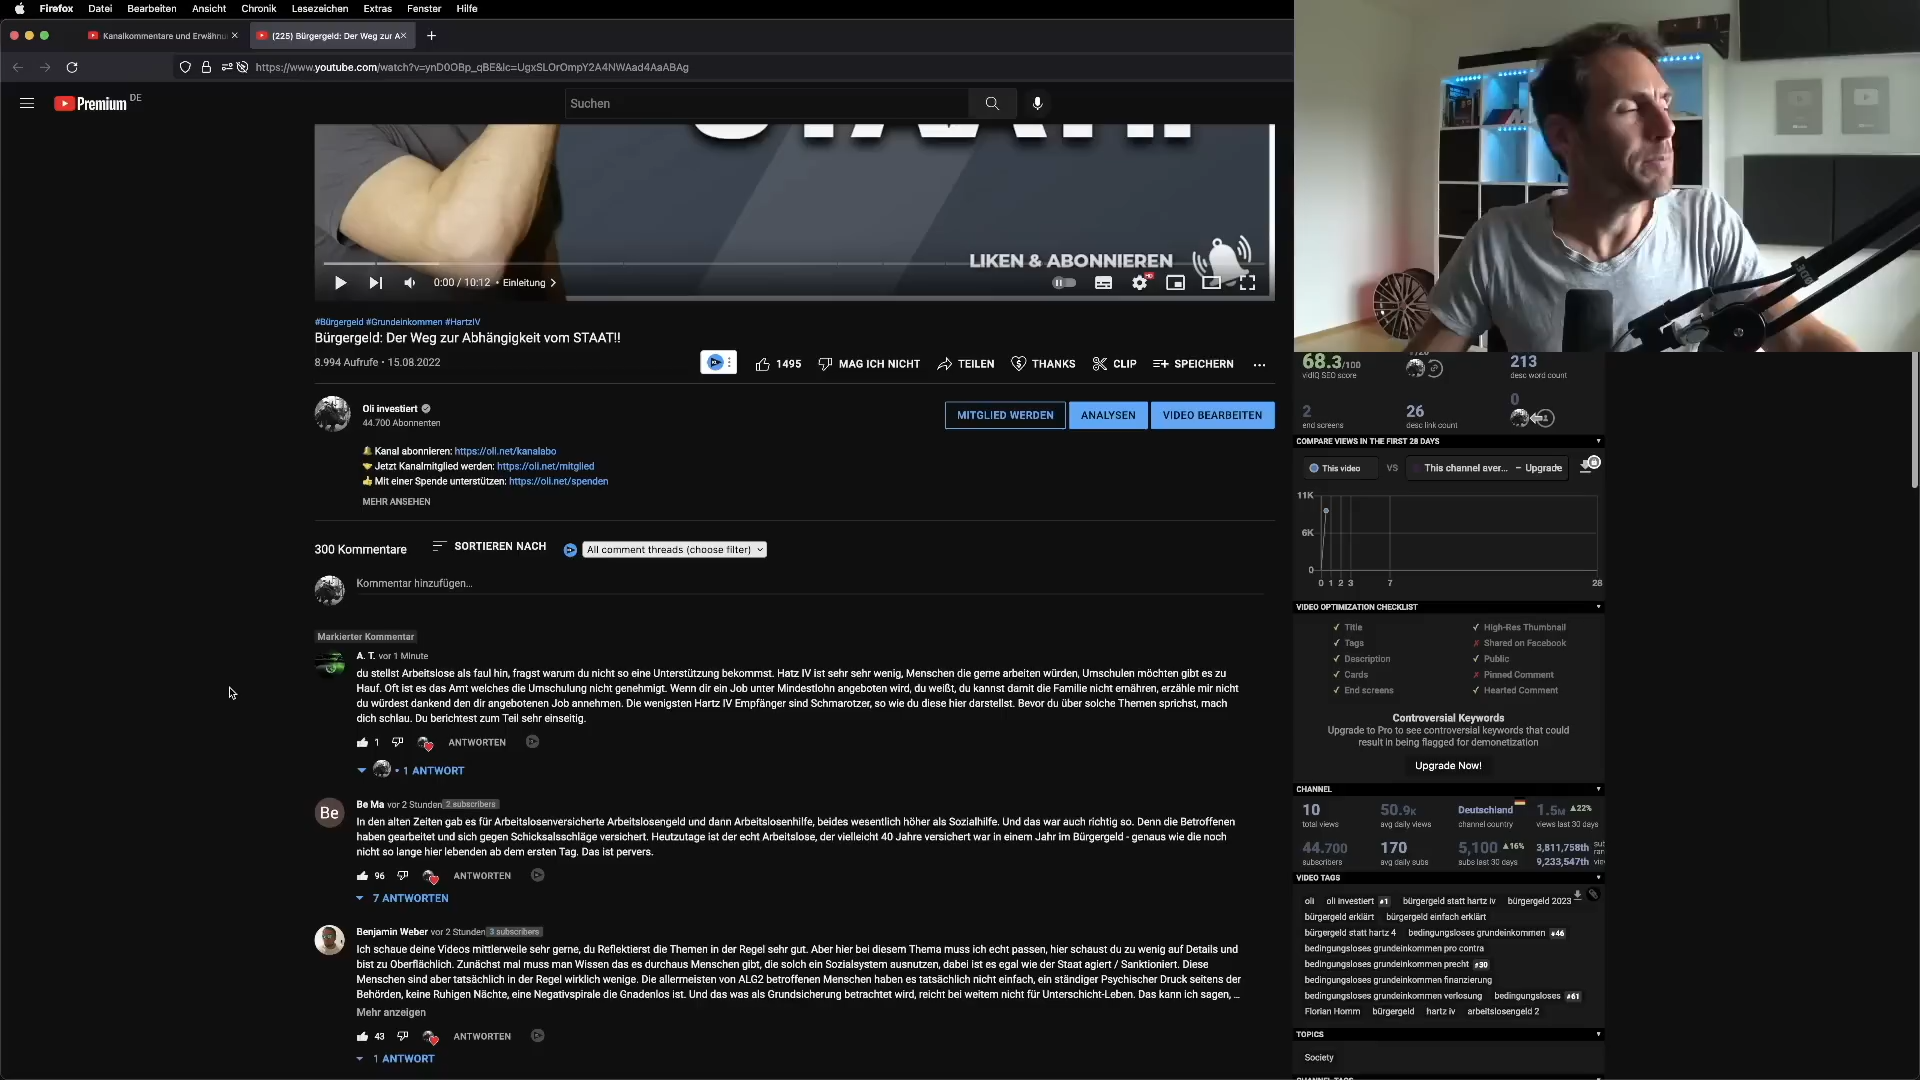 Firefox Datei Bearbeiten Ansicht Chronik Lesezeichen Extras Fenster Hilfe
Kanalkommentare und Erwähnu
(225) Bürgergeld: Der Weg zur A
https://www.youtube.com/watch?v=ynD0OBp_qBE&lc=UgxSLOrOmpY2A4NWAad4AaABAg
Premium DE
Suchen
LIKEN & ABONNIEREN
0:00 / 10:12 • Einleitung
#Bürgergeld #Grundeinkommen #HartzIV
Bürgergeld: Der Weg zur Abhängigkeit vom STAAT!!
8.994 Aufrufe • 15.08.2022
1495 MAG ICH NICHT TEILEN THANKS CLIP SPEICHERN
Oli investiert
44.700 Abonnenten
MITGLIED WERDEN ANALYSEN VIDEO BEARBEITEN
🔔 Kanal abonnieren: https://oli.net/kanalabo
Jetzt Kanalmitglied werden: https://oli.net/mitglied
👍 Mit einer Spende unterstützen: https://oli.net/spenden
MEHR ANSEHEN
300 Kommentare SORTIEREN NACH All comment threads (choose filter)
Kommentar hinzufügen...
Markierter Kommentar
A. T. vor 1 Minute
du stellst Arbeitslose als faul hin, fragst warum du nicht so eine Unterstützung bekommst. Hatz IV ist sehr sehr wenig, Menschen die gerne arbeiten würden, Umschulen möchten gibt es zu
Hauf. Oft ist es das Amt welches die Umschulung nicht genehmigt. Wenn dir ein Job unter Mindestlohn angeboten wird, du weißt, du kannst damit die Familie nicht ernähren, erzähle mir nicht
du würdest dankend den dir angebotenen Job annehmen. Die wenigsten Hartz IV Empfänger sind Schmarotzer, so wie du diese hier darstellst. Bevor du über solche Themen sprichst, mach
dich schlau. Du berichtest zum Teil sehr einseitig.
1 ANTWORTEN
• 1 ANTWORT
Be
Be Ma vor 2 Stunden 2 subscribers
In den alten Zeiten gab es für Arbeitslosenversicherte Arbeitslosengeld und dann Arbeitslosenhilfe, beides wesentlich höher als Sozialhilfe. Und das war auch richtig so. Denn die Betroffenen
haben gearbeitet und sich gegen Schicksalsschläge versichert. Heutzutage ist der echt Arbeitslose, der vielleicht 40 Jahre versichert war in einem Jahr im Bürgergeld - genaus wie die noch
nicht so lange hier lebenden ab dem ersten Tag. Das ist pervers.
96 ANTWORTEN
7 ANTWORTEN
Benjamin Weber vor 2 Stunden 3 subscribers
Ich schaue deine Videos mittlerweile sehr gerne, du Reflektierst die Themen in der Regel sehr gut. Aber hier bei diesem Thema muss ich echt passen, hier schaust du zu wenig auf Details und
bist zu Oberflächlich. Zunächst mal muss man Wissen das es durchaus Menschen gibt, die solch ein Sozialsystem ausnutzen, dabei ist es egal wie der Staat agiert / Sanktioniert. Diese
Menschen sind aber tatsächlich in der Regel wirklich wenige. Die allermeisten von ALG2 betroffenen Menschen haben es tatsächlich nicht einfach, ein ständiger Psychischer Druck seitens der
Behörden, keine Ruhigen Nächte, eine Negativspirale die Gnadenlos ist. Und das was als Grundsicherung betrachtet wird, reicht bei weitem nicht für Unterschicht-Leben. Das kann ich sagen, ...
Mehr anzeigen
43 ANTWORTEN
1 ANTWORT
68.3/100 213
vidIQ SEO score desc word count
2 26 0
end screens desc link count
COMPARE VIEWS IN THE FIRST 28 DAYS
This video VS This channel aver... – Upgrade
11K
6K
0
0 1 2 3 7 28
VIDEO OPTIMIZATION CHECKLIST
✓ Title ✓ High-Res Thumbnail
✓ Tags ✗ Shared on Facebook
✓ Description ✓ Public
✓ Cards ✗ Pinned Comment
✓ End screens ✓ Hearted Comment
Controversial Keywords
Upgrade to Pro to see controversial keywords that could
result in being flagged for demonetization
Upgrade Now!
CHANNEL
10 50.9K Deutschland 1.5M ▲22%
total views avg daily views channel country views last 30 days
44.700 170 5,100 ▲16% 3,811,758th
subscribers avg daily subs subs last 30 days 9,233,547th
VIDEO TAGS
oli oli investiert #1 bürgergeld statt hartz iv bürgergeld 2023
bürgergeld erklärt bürgergeld einfach erklärt
bürgergeld statt hartz 4 bedingungsloses grundeinkommen #46
bedingungsloses grundeinkommen pro contra
bedingungsloses grundeinkommen precht #30
bedingungsloses grundeinkommen finanzierung
bedingungsloses grundeinkommen verlosung bedingungsloses #61
Florian Homm bürgergeld hartz iv arbeitslosengeld 2
TOPICS
Society
CHANNEL TAGS